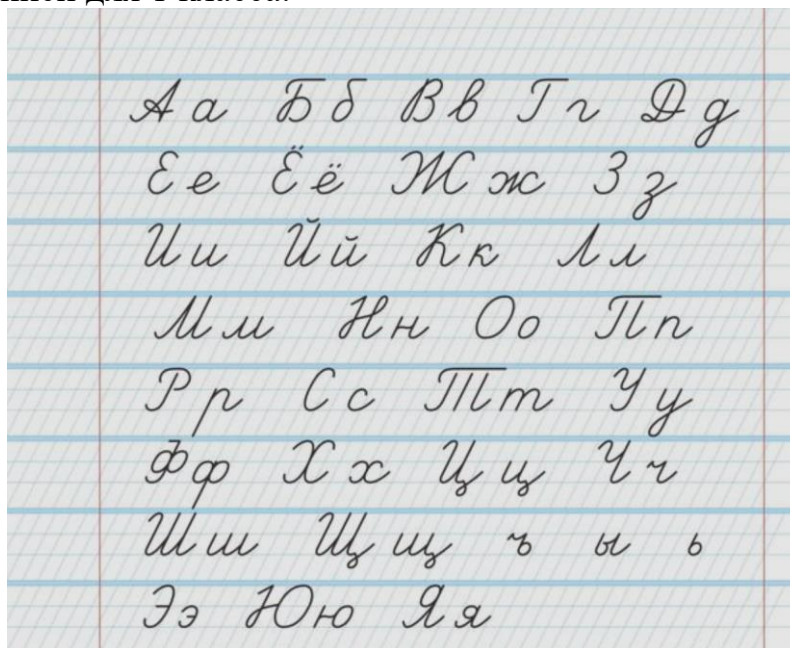 Аа Бб Вв Гг Дд
Ее Ёё Жж Зз
Ии Йй Кк Лл
Мм Нн Оо Пп
Рр Сс Тт Уу
Фф Хх Цц Чч
Шш Щщ ъ ы ь
Ээ Юю Яя